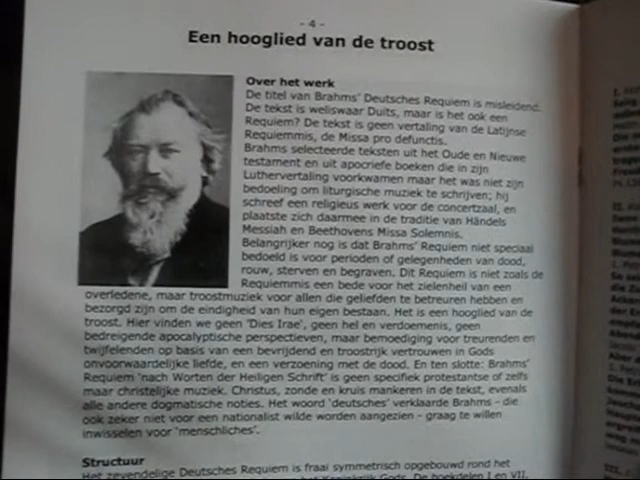 - 4 -
Een hooglied van de troost
Over het werk
De titel van Brahms' Deutsches Requiem is misleidend.
De tekst is weliswaar Duits, maar is het ook een
Requiem? De tekst is geen vertaling van de Latijnse
Requiemmis, de Missa pro defunctis.
Brahms selecteerde teksten uit het Oude en Nieuwe
testament en uit apocriefe boeken die in zijn
Luthervertaling voorkwamen maar het was niet zijn
bedoeling om liturgische muziek te schrijven; hij
schreef een religieus werk voor de concertzaal, en
plaatste zich daarmee in de traditie van Händels
Messiah en Beethovens Missa Solemnis.
Belangrijker nog is dat Brahms' Requiem niet speciaal
bedoeld is voor perioden of gelegenheden van dood,
rouw, sterven en begraven. Dit Requiem is niet zoals de
Requiemmis een bede voor het zielenheil van een
overledene, maar troostmuziek voor allen die geliefden te betreuren hebben en
bezorgd zijn om de eindigheid van hun eigen bestaan. Het is een hooglied van de
troost. Hier vinden we geen 'Dies Irae', geen hel en verdoemenis, geen
bedreigende apocalyptische perspectieven, maar bemoediging voor treurenden en
twijfelenden op basis van een bevrijdend en troostrijk vertrouwen in Gods
onvoorwaardelijke liefde, en een verzoening met de dood. En ten slotte: Brahms'
Requiem 'nach Worten der Heiligen Schrift' is geen specifiek protestantse of zelfs
maar christelijke muziek. Christus, zonde en kruis mankeren in de tekst, evenals
alle andere dogmatische noties. Het woord 'deutsches' verklaarde Brahms - die
ook zeker niet voor een nationalist wilde worden aangezien - graag te willen
inwisselen voor 'menschliches'.
Structuur
Het zevendelige Deutsches Requiem is fraai symmetrisch opgebouwd rond het